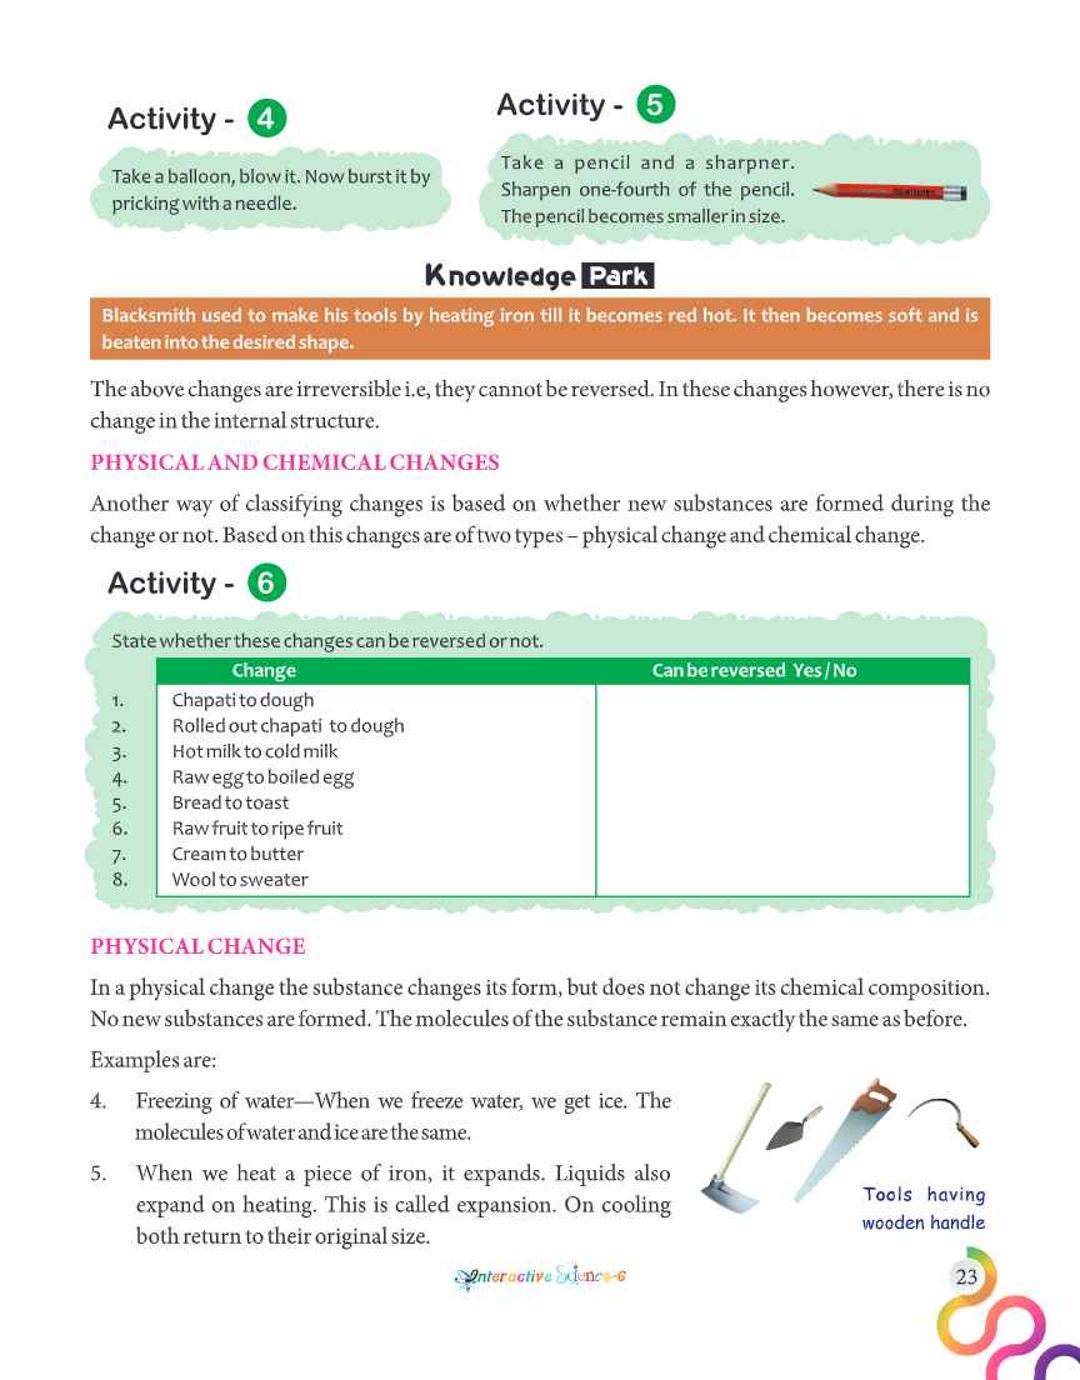 Activity - 4
Take a balloon, blow it. Now burst it by
pricking with a needle.
Activity - 5
Take a pencil and a sharpner.
Sharpen one-fourth of the pencil.
The pencil becomes smaller in size.
Knowledge Park
Blacksmith used to make his tools by heating iron till it becomes red hot. It then becomes soft and is
beaten into the desired shape.
The above changes are irreversible i.e, they cannot be reversed. In these changes however, there is no
change in the internal structure.
PHYSICAL AND CHEMICAL CHANGES
Another way of classifying changes is based on whether new substances are formed during the
change or not. Based on this changes are of two types – physical change and chemical change.
Activity - 6
State whether these changes can be reversed or not.
Change Can be reversed Yes / No
1. Chapati to dough
2. Rolled out chapati to dough
3. Hot milk to cold milk
4. Raw egg to boiled egg
5. Bread to toast
6. Raw fruit to ripe fruit
7. Cream to butter
8. Wool to sweater
PHYSICAL CHANGE
In a physical change the substance changes its form, but does not change its chemical composition.
No new substances are formed. The molecules of the substance remain exactly the same as before.
Examples are:
4. Freezing of water—When we freeze water, we get ice. The
molecules of water and ice are the same.
5. When we heat a piece of iron, it expands. Liquids also
expand on heating. This is called expansion. On cooling
both return to their original size.
Tools having
wooden handle
Interactive Science-6
23